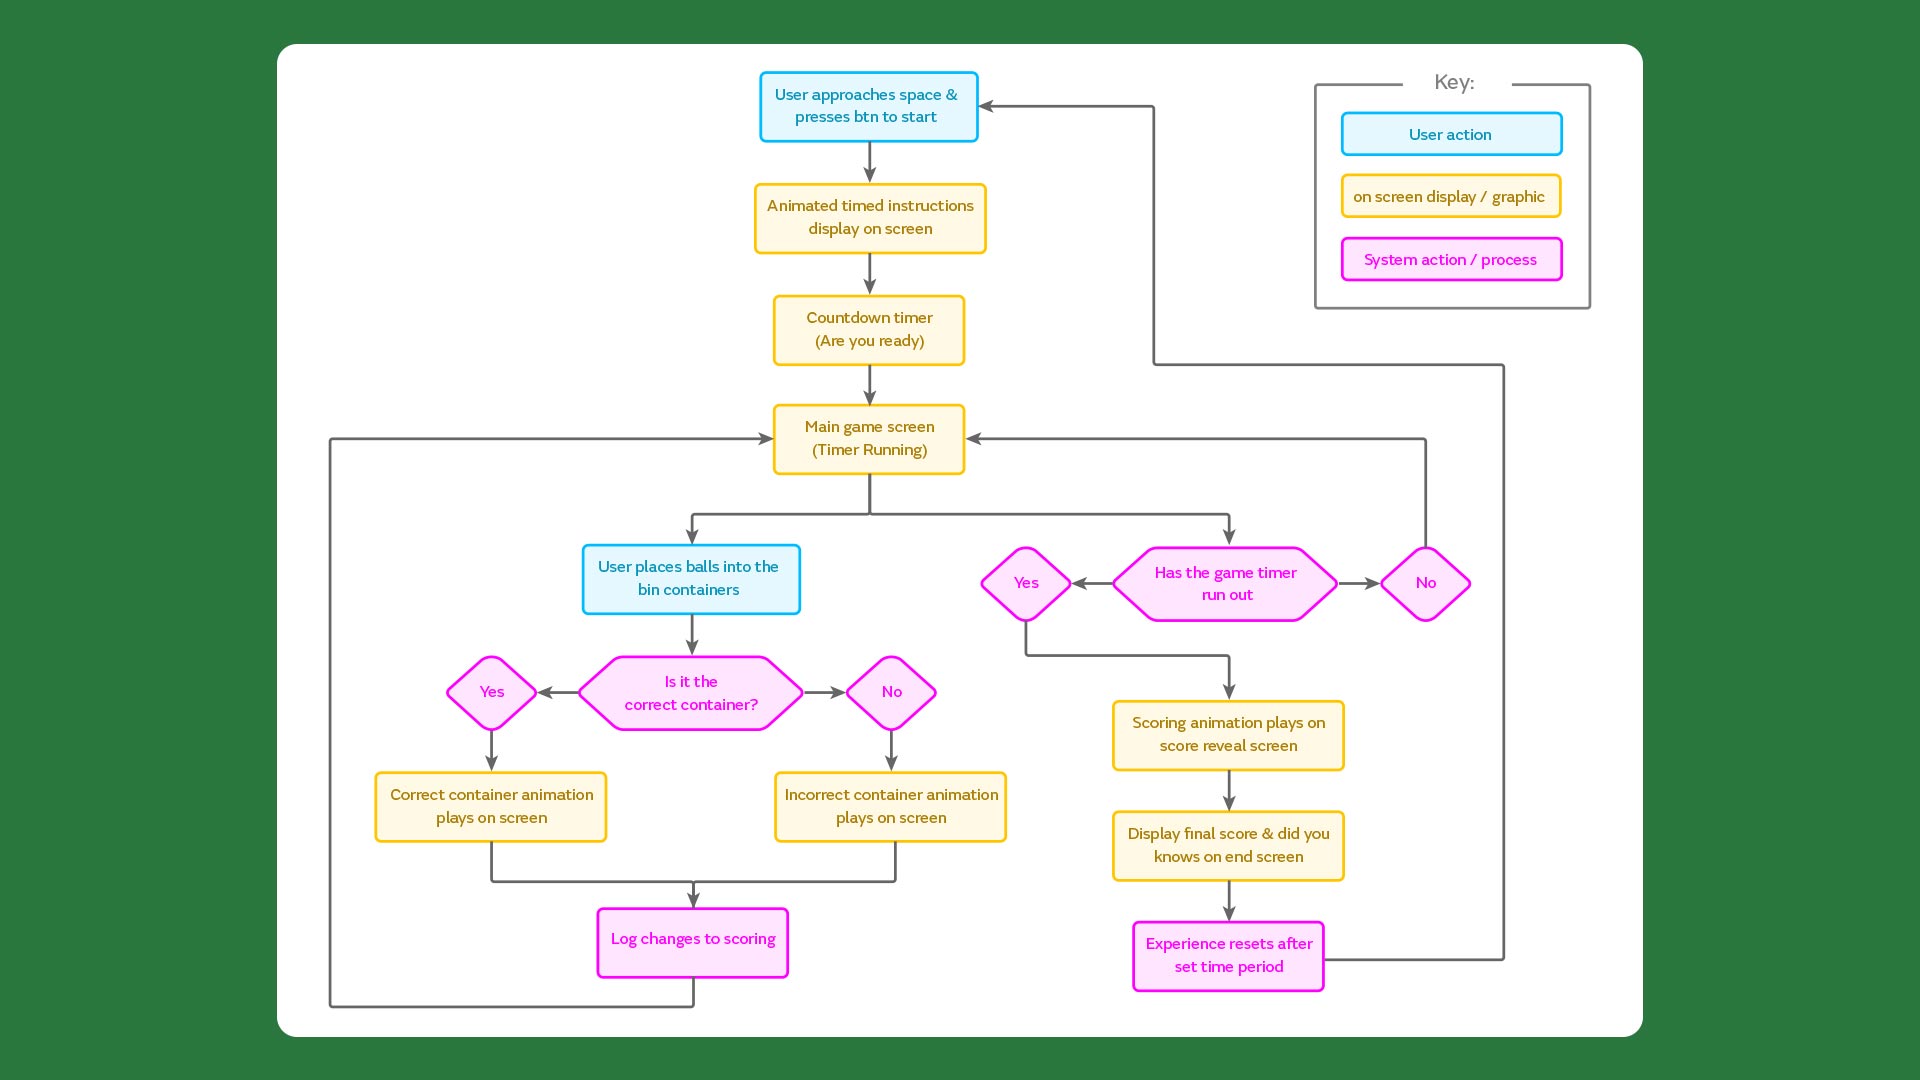 User approaches space &
presses btn to start
Key:
User action
on screen display / graphic
System action / process
Animated timed instructions
display on screen
Countdown timer
(Are you ready)
Main game screen
(Timer Running)
User places balls into the
bin containers
Yes
Has the game timer
run out
No
Yes
Is it the
correct container?
No
Correct container animation
plays on screen
Incorrect container animation
plays on screen
Log changes to scoring
Scoring animation plays on
score reveal screen
Display final score & did you
knows on end screen
Experience resets after
set time period